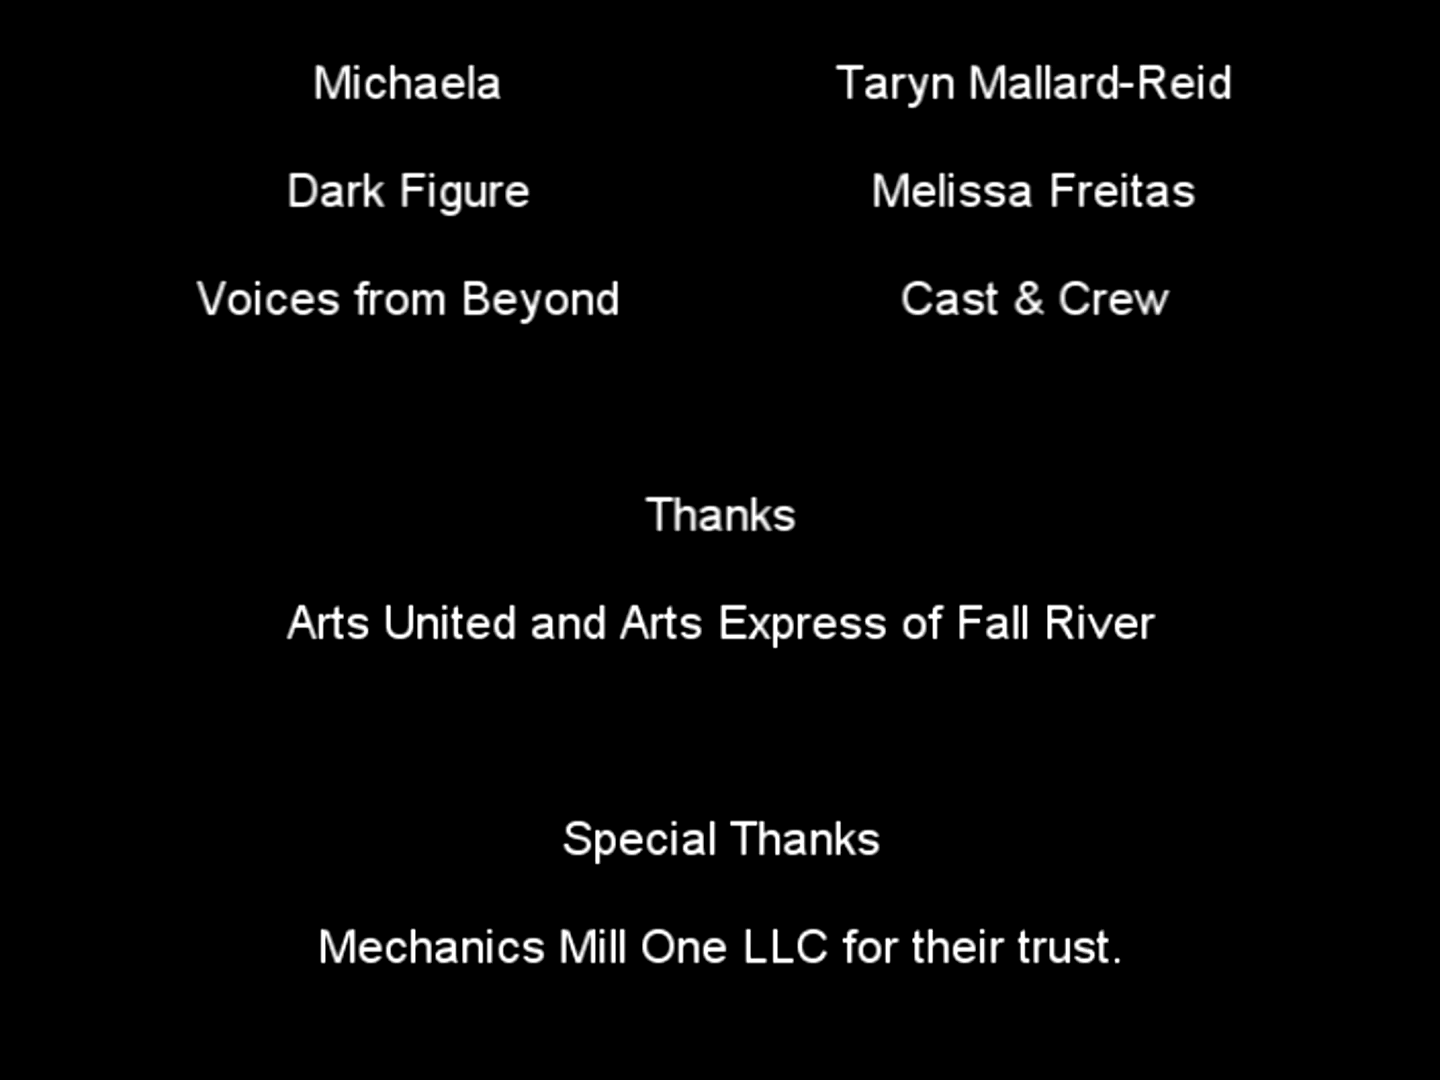 Michaela Taryn Mallard-Reid
Dark Figure Melissa Freitas
Voices from Beyond Cast & Crew
Thanks
Arts United and Arts Express of Fall River
Special Thanks
Mechanics Mill One LLC for their trust.